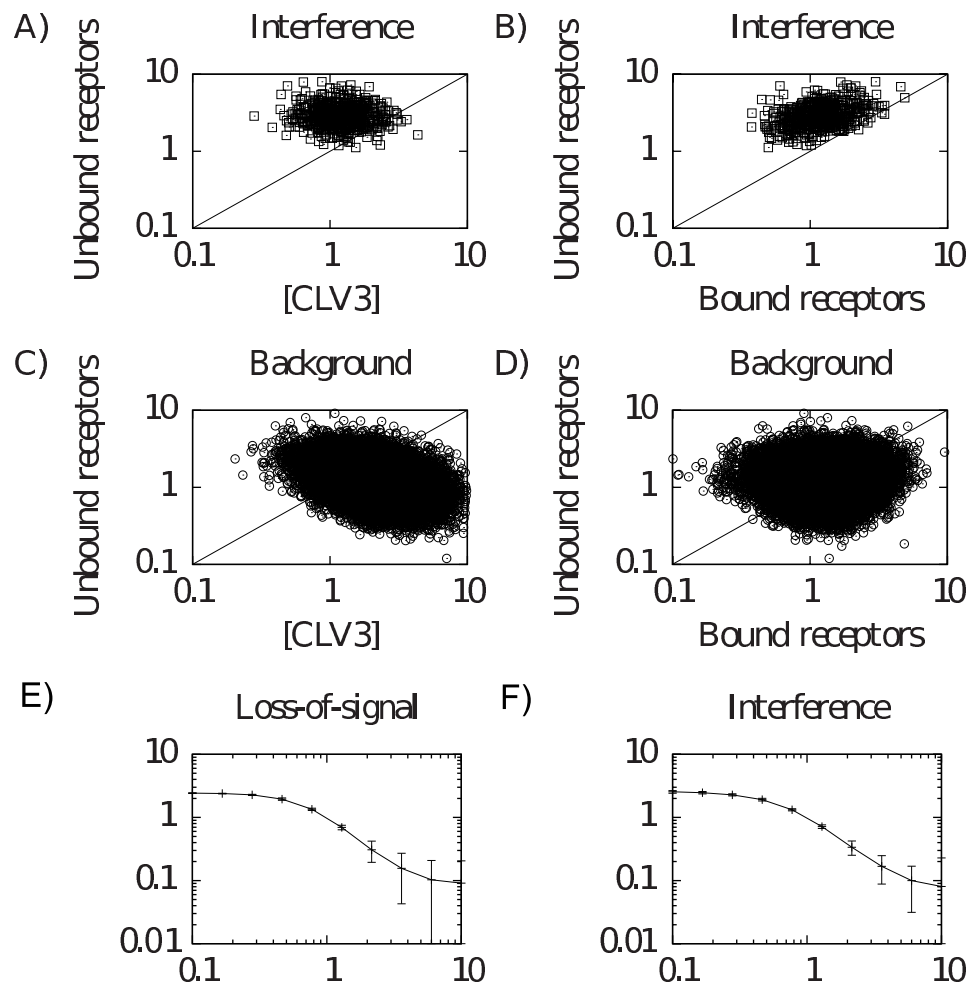 A)
Interference
Unbound receptors
10
1
0.1
0.1 1 10
[CLV3]
B)
Interference
Unbound receptors
10
1
0.1
0.1 1 10
Bound receptors
C)
Background
Unbound receptors
10
1
0.1
0.1 1 10
[CLV3]
D)
Background
Unbound receptors
10
1
0.1
0.1 1 10
Bound receptors
E)
Loss-of-signal
10
1
0.1
0.01
0.1 1 10
F)
Interference
10
1
0.1
0.01
0.1 1 10